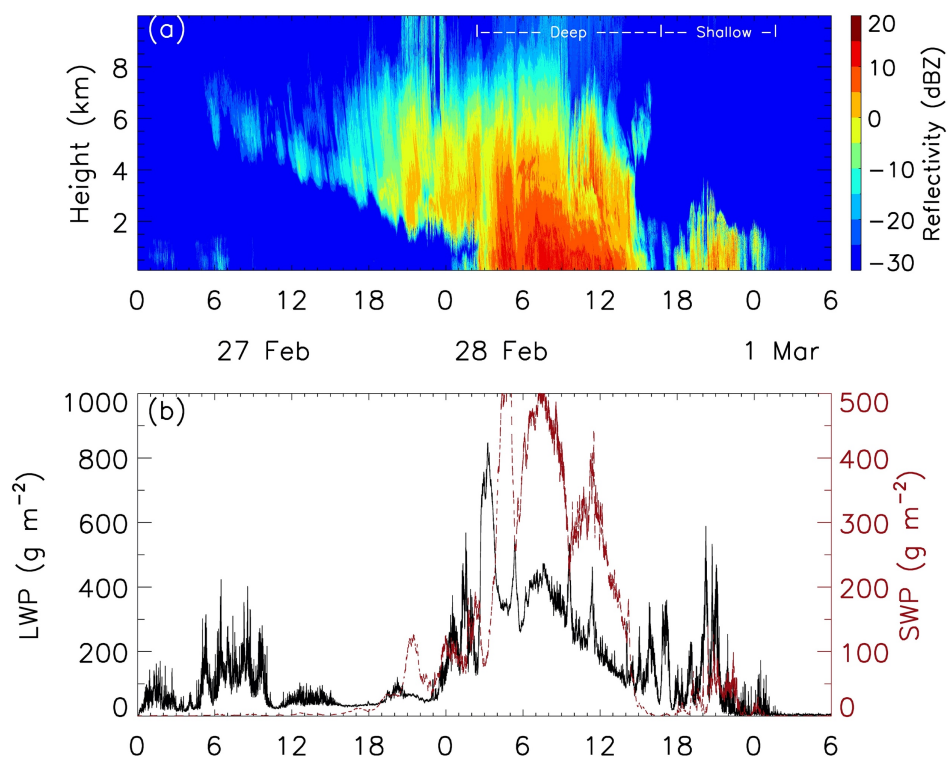 (a)
Deep
Shallow
8
6
4
2
Height (km)
20
10
0
−10
−20
−30
Reflectivity (dBZ)
0 6 12 18 0 6 12 18 0 6
27 Feb 28 Feb 1 Mar
(b)
1000
800
600
400
200
0
LWP (g m⁻²)
500
400
300
200
100
0
SWP (g m⁻²)
0 6 12 18 0 6 12 18 0 6